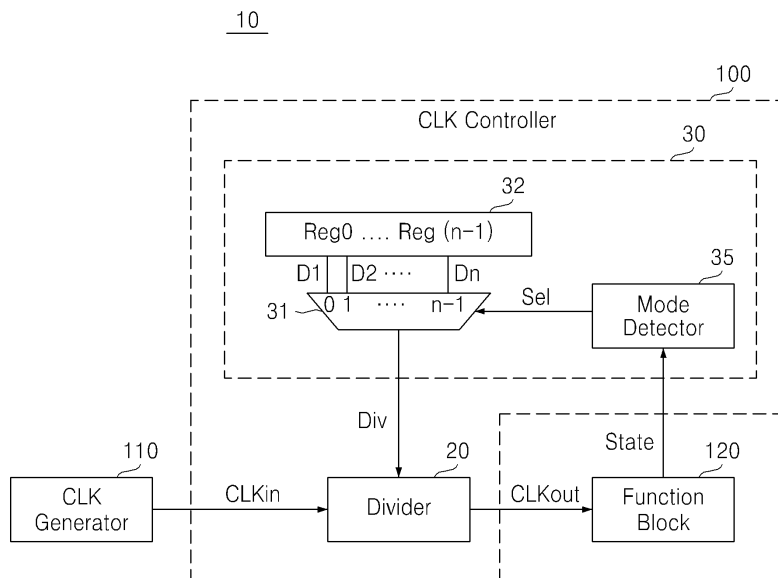 10
100
CLK Controller
30
32
Reg0 .... Reg (n-1)
D1 D2 .... Dn
35
31
0 1 .... n-1
Sel
Mode
Detector
Div
State
110
20
120
CLK
Generator
CLKin
Divider
CLKout
Function
Block